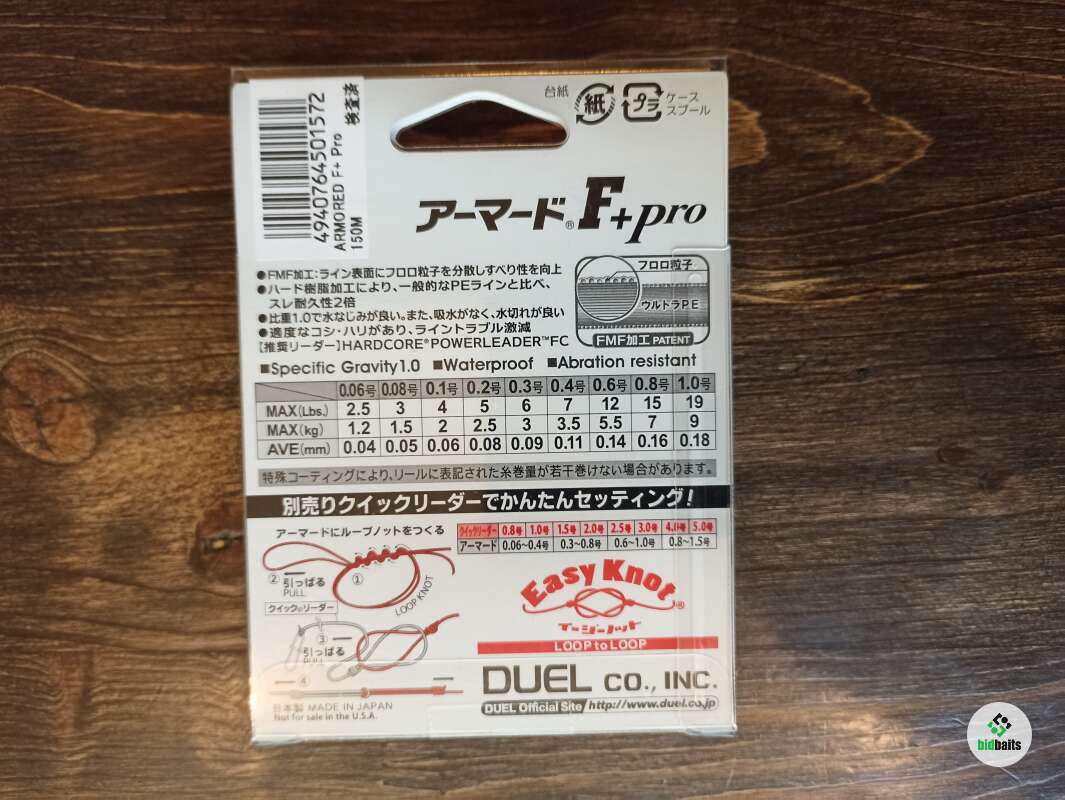 4940764501572
ARMORED F+ Pro
150M
検査済
台紙
紙
プラ
ケース
スプール
アーマード® F+pro
●FMF加工:ライン表面にフロロ粒子を分散しすべり性を向上
●ハード樹脂加工により、一般的なPEラインと比べ、
スレ耐久性2倍
●比重1.0で水なじみが良い。また、吸水がなく、水切れが良い
●適度なコシ・ハリがあり、ライントラブル激減
【推奨リーダー】HARDCORE®POWERLEADER™FC
フロロ粒子
ウルトラPE
FMF加工 PATENT
■Specific Gravity1.0 ■Waterproof ■Abration resistant
0.06号 0.08号 0.1号 0.2号 0.3号 0.4号 0.6号 0.8号 1.0号
MAX(Lbs.) 2.5 3 4 5 6 7 12 15 19
MAX(kg) 1.2 1.5 2 2.5 3 3.5 5.5 7 9
AVE(mm) 0.04 0.05 0.06 0.08 0.09 0.11 0.14 0.16 0.18
特殊コーティングにより、リールに表記された糸巻量が若干巻けない場合があります。
別売りクイックリーダーでかんたんセッティング!
アーマードにループノットをつくる
クイックリーダー 0.8号 1.0号 1.5号 2.0号 2.5号 3.0号 4.0号 5.0号
アーマード 0.06~0.4号 0.3~0.8号 0.6~1.0号 0.8~1.5号
② 引っぱる
PULL
①
LOOP KNOT
クイック®リーダー
③
引っぱる
PULL
④
Easy Knot®
イージーノット
LOOP to LOOP
DUEL CO., INC.
DUEL Official Site http://www.duel.co.jp
日本製 MADE IN JAPAN
Not for sale in the U.S.A.
bidbaits